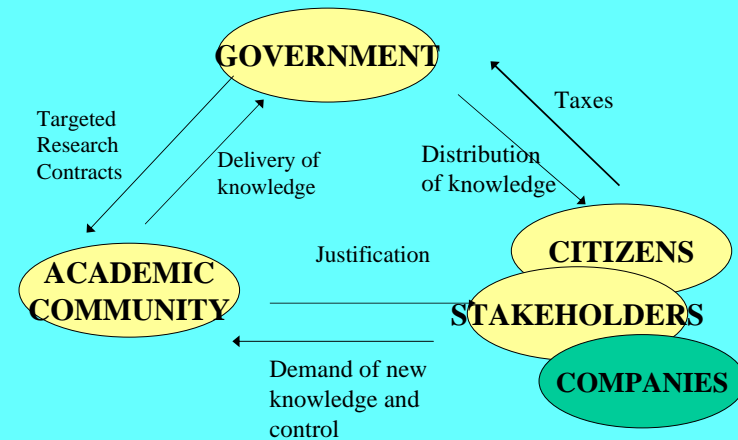 GOVERNMENT
Taxes
Targeted
Research
Contracts
Delivery of
knowledge
Distribution
of knowledge
ACADEMIC
COMMUNITY
Justification
CITIZENS
STAKEHOLDERS
Demand of new
knowledge and
control
COMPANIES